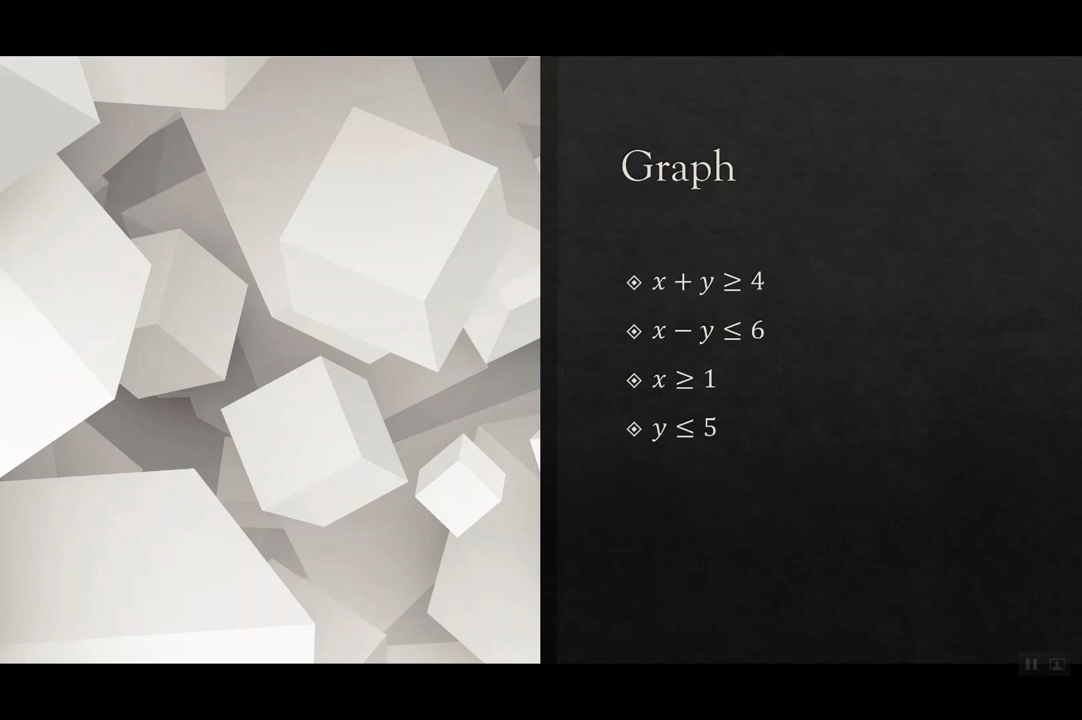 Graph
x + y ≥ 4
x − y ≤ 6
x ≥ 1
y ≤ 5